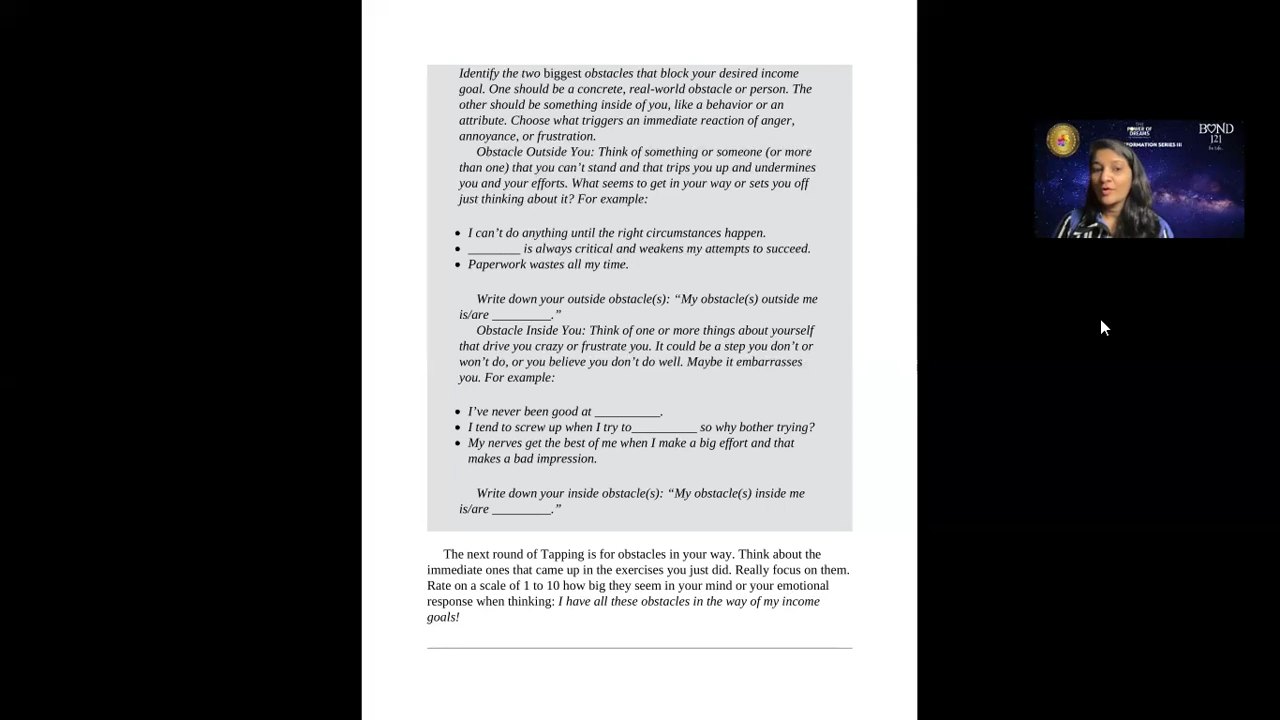 Identify the two biggest obstacles that block your desired income
goal. One should be a concrete, real-world obstacle or person. The
other should be something inside of you, like a behavior or an
attribute. Choose what triggers an immediate reaction of anger,
annoyance, or frustration.
Obstacle Outside You: Think of something or someone (or more
than one) that you can’t stand and that trips you up and undermines
you and your efforts. What seems to get in your way or sets you off
just thinking about it? For example:
• I can’t do anything until the right circumstances happen.
• ________ is always critical and weakens my attempts to succeed.
• Paperwork wastes all my time.
Write down your outside obstacle(s): “My obstacle(s) outside me
is/are _________.”
Obstacle Inside You: Think of one or more things about yourself
that drive you crazy or frustrate you. It could be a step you don’t or
won’t do, or you believe you don’t do well. Maybe it embarrasses
you. For example:
• I’ve never been good at __________.
• I tend to screw up when I try to__________ so why bother trying?
• My nerves get the best of me when I make a big effort and that
makes a bad impression.
Write down your inside obstacle(s): “My obstacle(s) inside me
is/are _________.”
The next round of Tapping is for obstacles in your way. Think about the
immediate ones that came up in the exercises you just did. Really focus on them.
Rate on a scale of 1 to 10 how big they seem in your mind or your emotional
response when thinking: I have all these obstacles in the way of my income
goals!
THE
POWER OF
DREAMS
FORMATION SERIES III
BOND
121